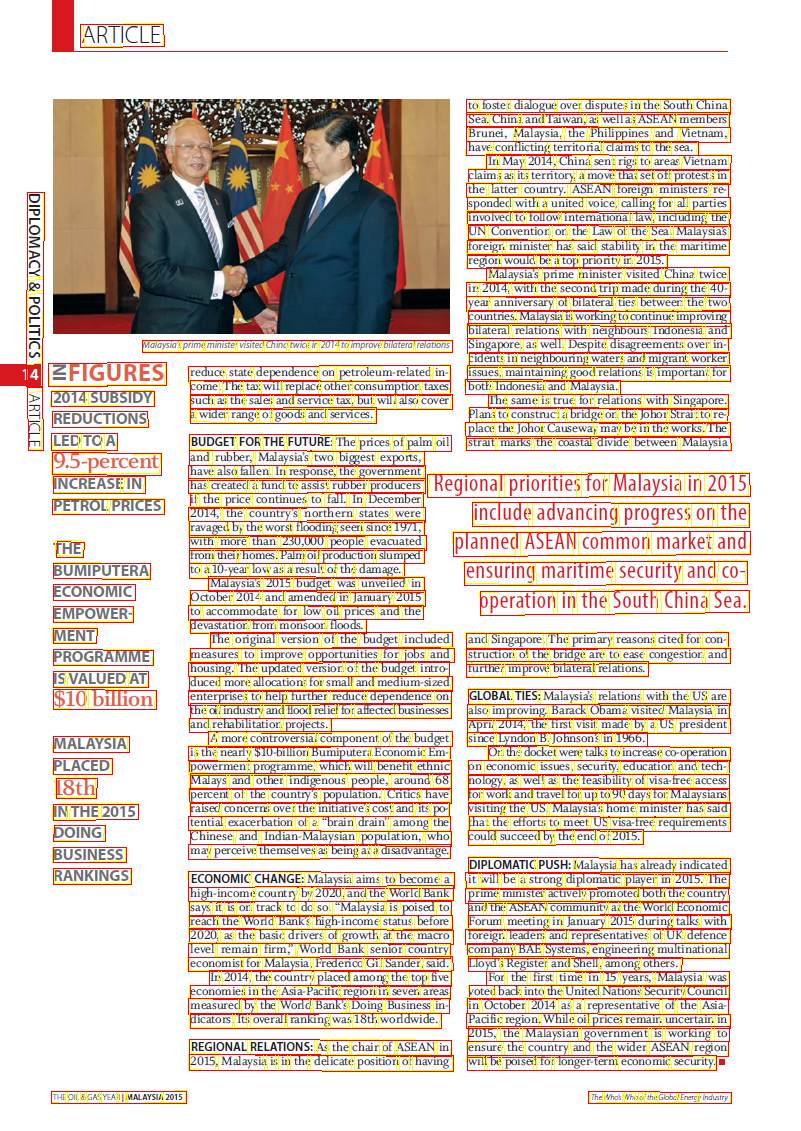 ARTICLE
DIPLOMACY & POLITICS
14
ARTICLE
Malaysia's prime minister visited China twice in 2014 to improve bilateral relations
IN FIGURES
2014 SUBSIDY
REDUCTIONS
LED TO A
9.5-percent
INCREASE IN
PETROL PRICES
THE
BUMIPUTERA
ECONOMIC
EMPOWER-
MENT
PROGRAMME
IS VALUED AT
$10 billion
MALAYSIA
PLACED
18th
IN THE 2015
DOING
BUSINESS
RANKINGS
reduce state dependence on petroleum-related in-
come. The tax will replace other consumption taxes
such as the sales and service tax, but will also cover
a wider range of goods and services.
BUDGET FOR THE FUTURE: The prices of palm oil
and rubber, Malaysia's two biggest exports,
have also fallen. In response, the government
has created a fund to assist rubber producers
if the price continues to fall. In December
2014, the country's northern states were
ravaged by the worst flooding seen since 1971,
with more than 230,000 people evacuated
from their homes. Palm oil production slumped
to a 10-year low as a result of the damage.
Malaysia's 2015 budget was unveiled in
October 2014 and amended in January 2015
to accommodate for low oil prices and the
devastation from monsoon floods.
The original version of the budget included
measures to improve opportunities for jobs and
housing. The updated version of the budget intro-
duced more allocations for small and medium-sized
enterprises to help further reduce dependence on
the oil industry and flood relief for affected businesses
and rehabilitation projects.
A more controversial component of the budget
is the nearly $10-billion Bumiputera Economic Em-
powerment programme, which will benefit ethnic
Malays and other indigenous people, around 68
percent of the country's population. Critics have
raised concerns over the initiative's cost and its po-
tential exacerbation of a "brain drain" among the
Chinese and Indian-Malaysian population, who
may perceive themselves as being at a disadvantage.
ECONOMIC CHANGE: Malaysia aims to become a
high-income country by 2020, and the World Bank
says it is on track to do so. "Malaysia is poised to
reach the World Bank's high-income status before
2020, as the basic drivers of growth at the macro
level remain firm," World Bank senior country
economist for Malaysia, Frederico Gil Sander, said.
In 2014, the country placed among the top five
economies in the Asia-Pacific region in seven areas
measured by the World Bank's Doing Business in-
dicators. Its overall ranking was 18th worldwide.
REGIONAL RELATIONS: As the chair of ASEAN in
2015, Malaysia is in the delicate position of having
to foster dialogue over disputes in the South China
Sea. China and Taiwan, as well as ASEAN members
Brunei, Malaysia, the Philippines and Vietnam,
have conflicting territorial claims to the sea.
In May 2014, China sent rigs to areas Vietnam
claims as its territory, a move that set off protests in
the latter country. ASEAN foreign ministers re-
sponded with a united voice, calling for all parties
involved to follow international law, including the
UN Convention on the Law of the Sea. Malaysia's
foreign minister has said stability in the maritime
region would be a top priority in 2015.
Malaysia's prime minister visited China twice
in 2014, with the second trip made during the 40-
year anniversary of bilateral ties between the two
countries. Malaysia is working to continue improving
bilateral relations with neighbours Indonesia and
Singapore, as well. Despite disagreements over in-
cidents in neighbouring waters and migrant worker
issues, maintaining good relations is important for
both Indonesia and Malaysia.
The same is true for relations with Singapore.
Plans to construct a bridge on the Johor Strait to re-
place the Johor Causeway may be in the works. The
strait marks the coastal divide between Malaysia
Regional priorities for Malaysia in 2015
include advancing progress on the
planned ASEAN common market and
ensuring maritime security and co-
operation in the South China Sea.
and Singapore. The primary reasons cited for con-
struction of the bridge are to ease congestion and
further improve bilateral relations.
GLOBAL TIES: Malaysia's relations with the US are
also improving. Barack Obama visited Malaysia in
April 2014, the first visit made by a US president
since Lyndon B. Johnson's in 1966.
On the docket were talks to increase co-operation
on economic issues, security, education and tech-
nology, as well as the feasibility of visa-free access
for work and travel for up to 90 days for Malaysians
visiting the US. Malaysia's home minister has said
that the efforts to meet US visa-free requirements
could succeed by the end of 2015.
DIPLOMATIC PUSH: Malaysia has already indicated
it will be a strong diplomatic player in 2015. The
prime minister actively promoted both the country
and the ASEAN community at the World Economic
Forum meeting in January 2015 during talks with
foreign leaders and representatives of UK defence
company BAE Systems, engineering multinational
Lloyd's Register and Shell, among others.
For the first time in 15 years, Malaysia was
voted back into the United Nations Security Council
in October 2014 as a representative of the Asia-
Pacific region. While oil prices remain uncertain in
2015, the Malaysian government is working to
ensure the country and the wider ASEAN region
will be poised for longer-term economic security.
THE OIL & GAS YEAR | MALAYSIA 2015
The Who's Who of the Global Energy Industry